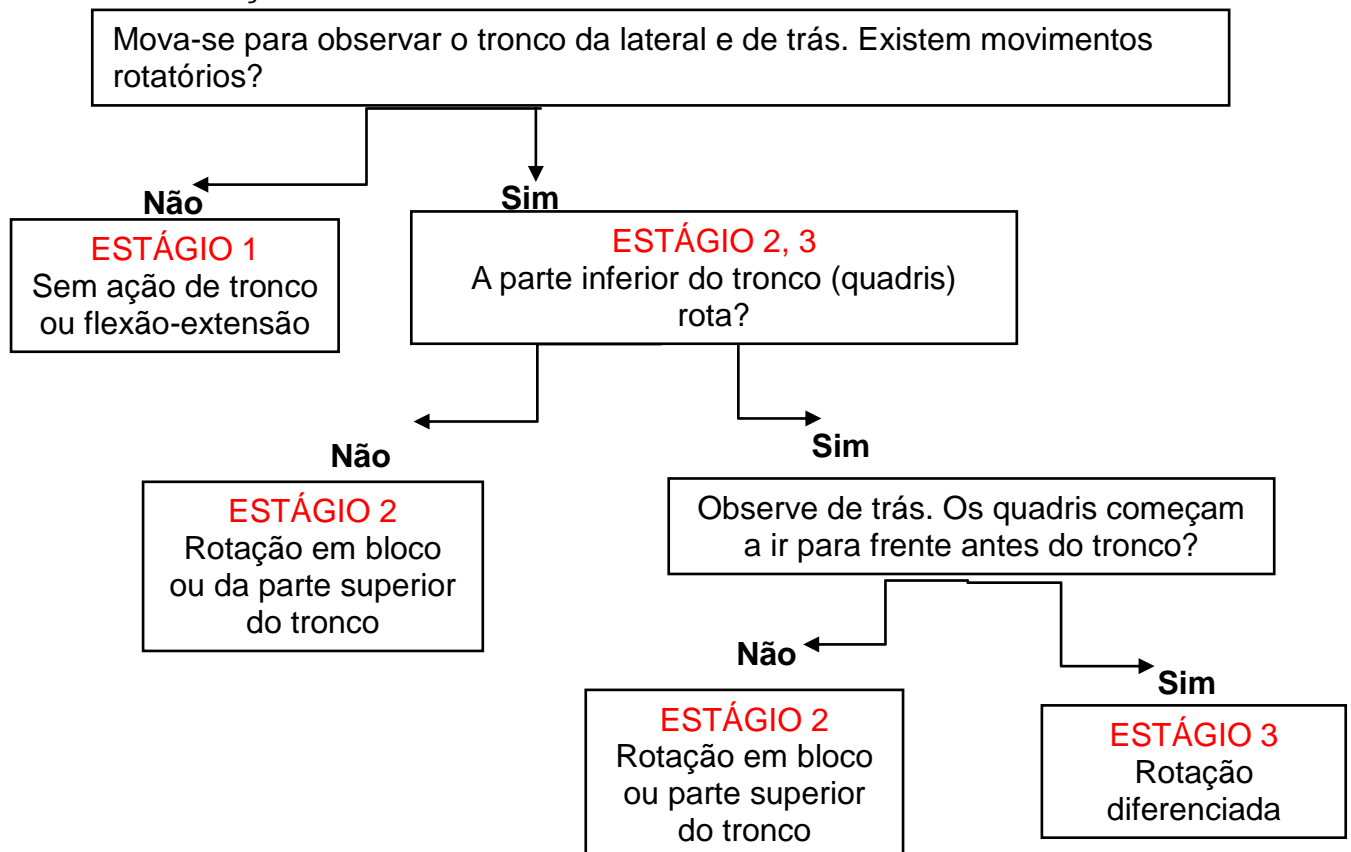 Mova-se para observar o tronco da lateral e de trás. Existem movimentos
rotatórios?
Não
Sim
ESTÁGIO 1
Sem ação de tronco
ou flexão-extensão
ESTÁGIO 2, 3
A parte inferior do tronco (quadris)
rota?
Não
Sim
ESTÁGIO 2
Rotação em bloco
ou da parte superior
do tronco
Observe de trás. Os quadris começam
a ir para frente antes do tronco?
Não
Sim
ESTÁGIO 2
Rotação em bloco
ou parte superior
do tronco
ESTÁGIO 3
Rotação
diferenciada